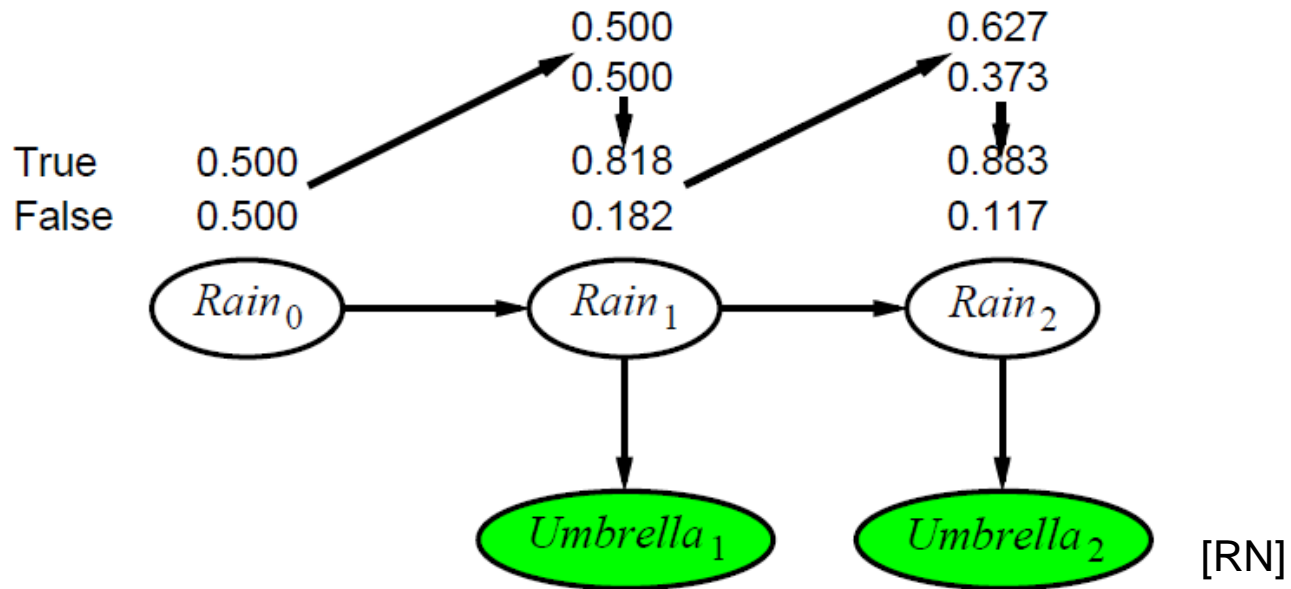 0.500 0.627
0.500 0.373
True 0.500 0.818 0.883
False 0.500 0.182 0.117
Rain0 Rain1 Rain2
Umbrella1 Umbrella2 [RN]